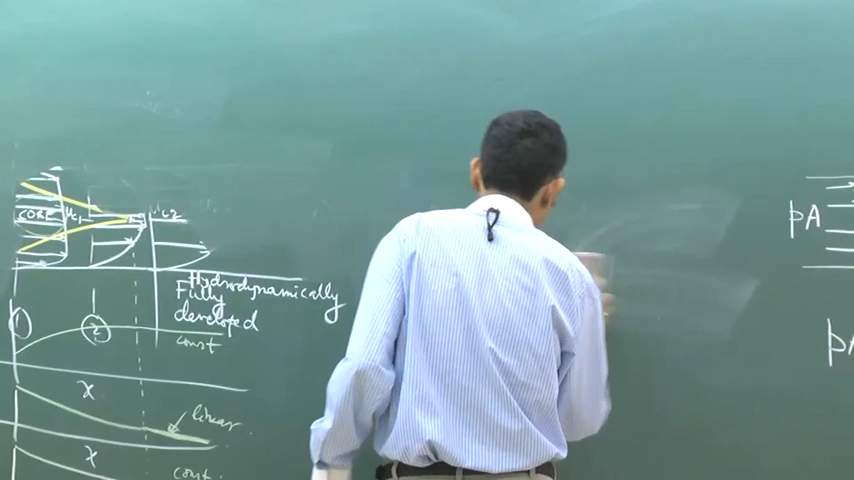 CORE uc1 uc2
Hydrodynamically
Fully
developed
1 2
const
x
linear
x
const
pA
pA